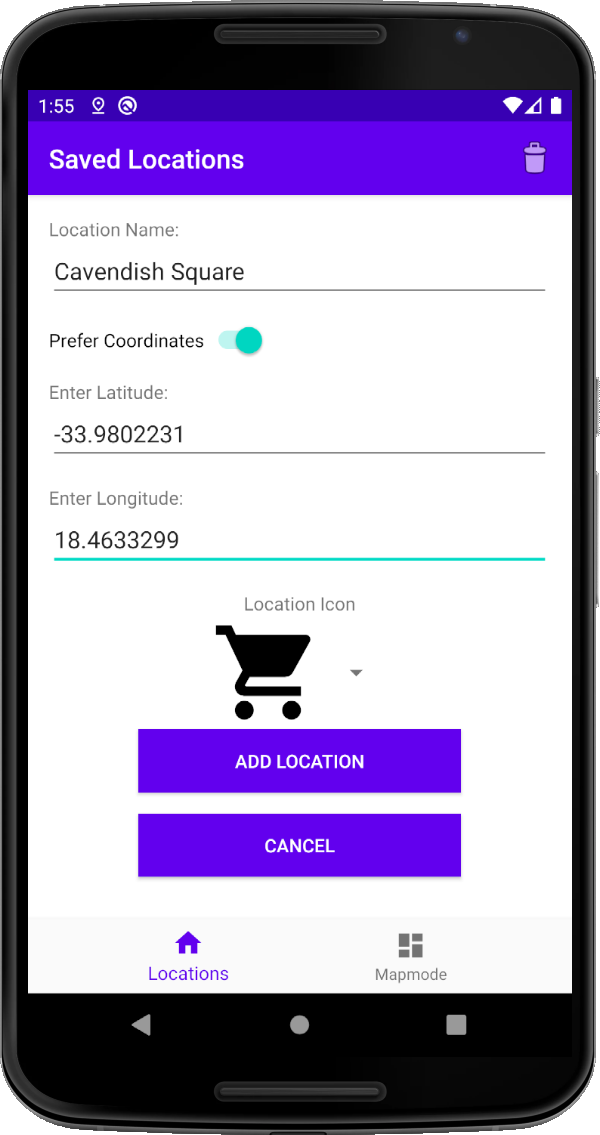 1:55
Saved Locations
Location Name:
Cavendish Square
Prefer Coordinates
Enter Latitude:
-33.9802231
Enter Longitude:
18.4633299
Location Icon
ADD LOCATION
CANCEL
Locations
Mapmode